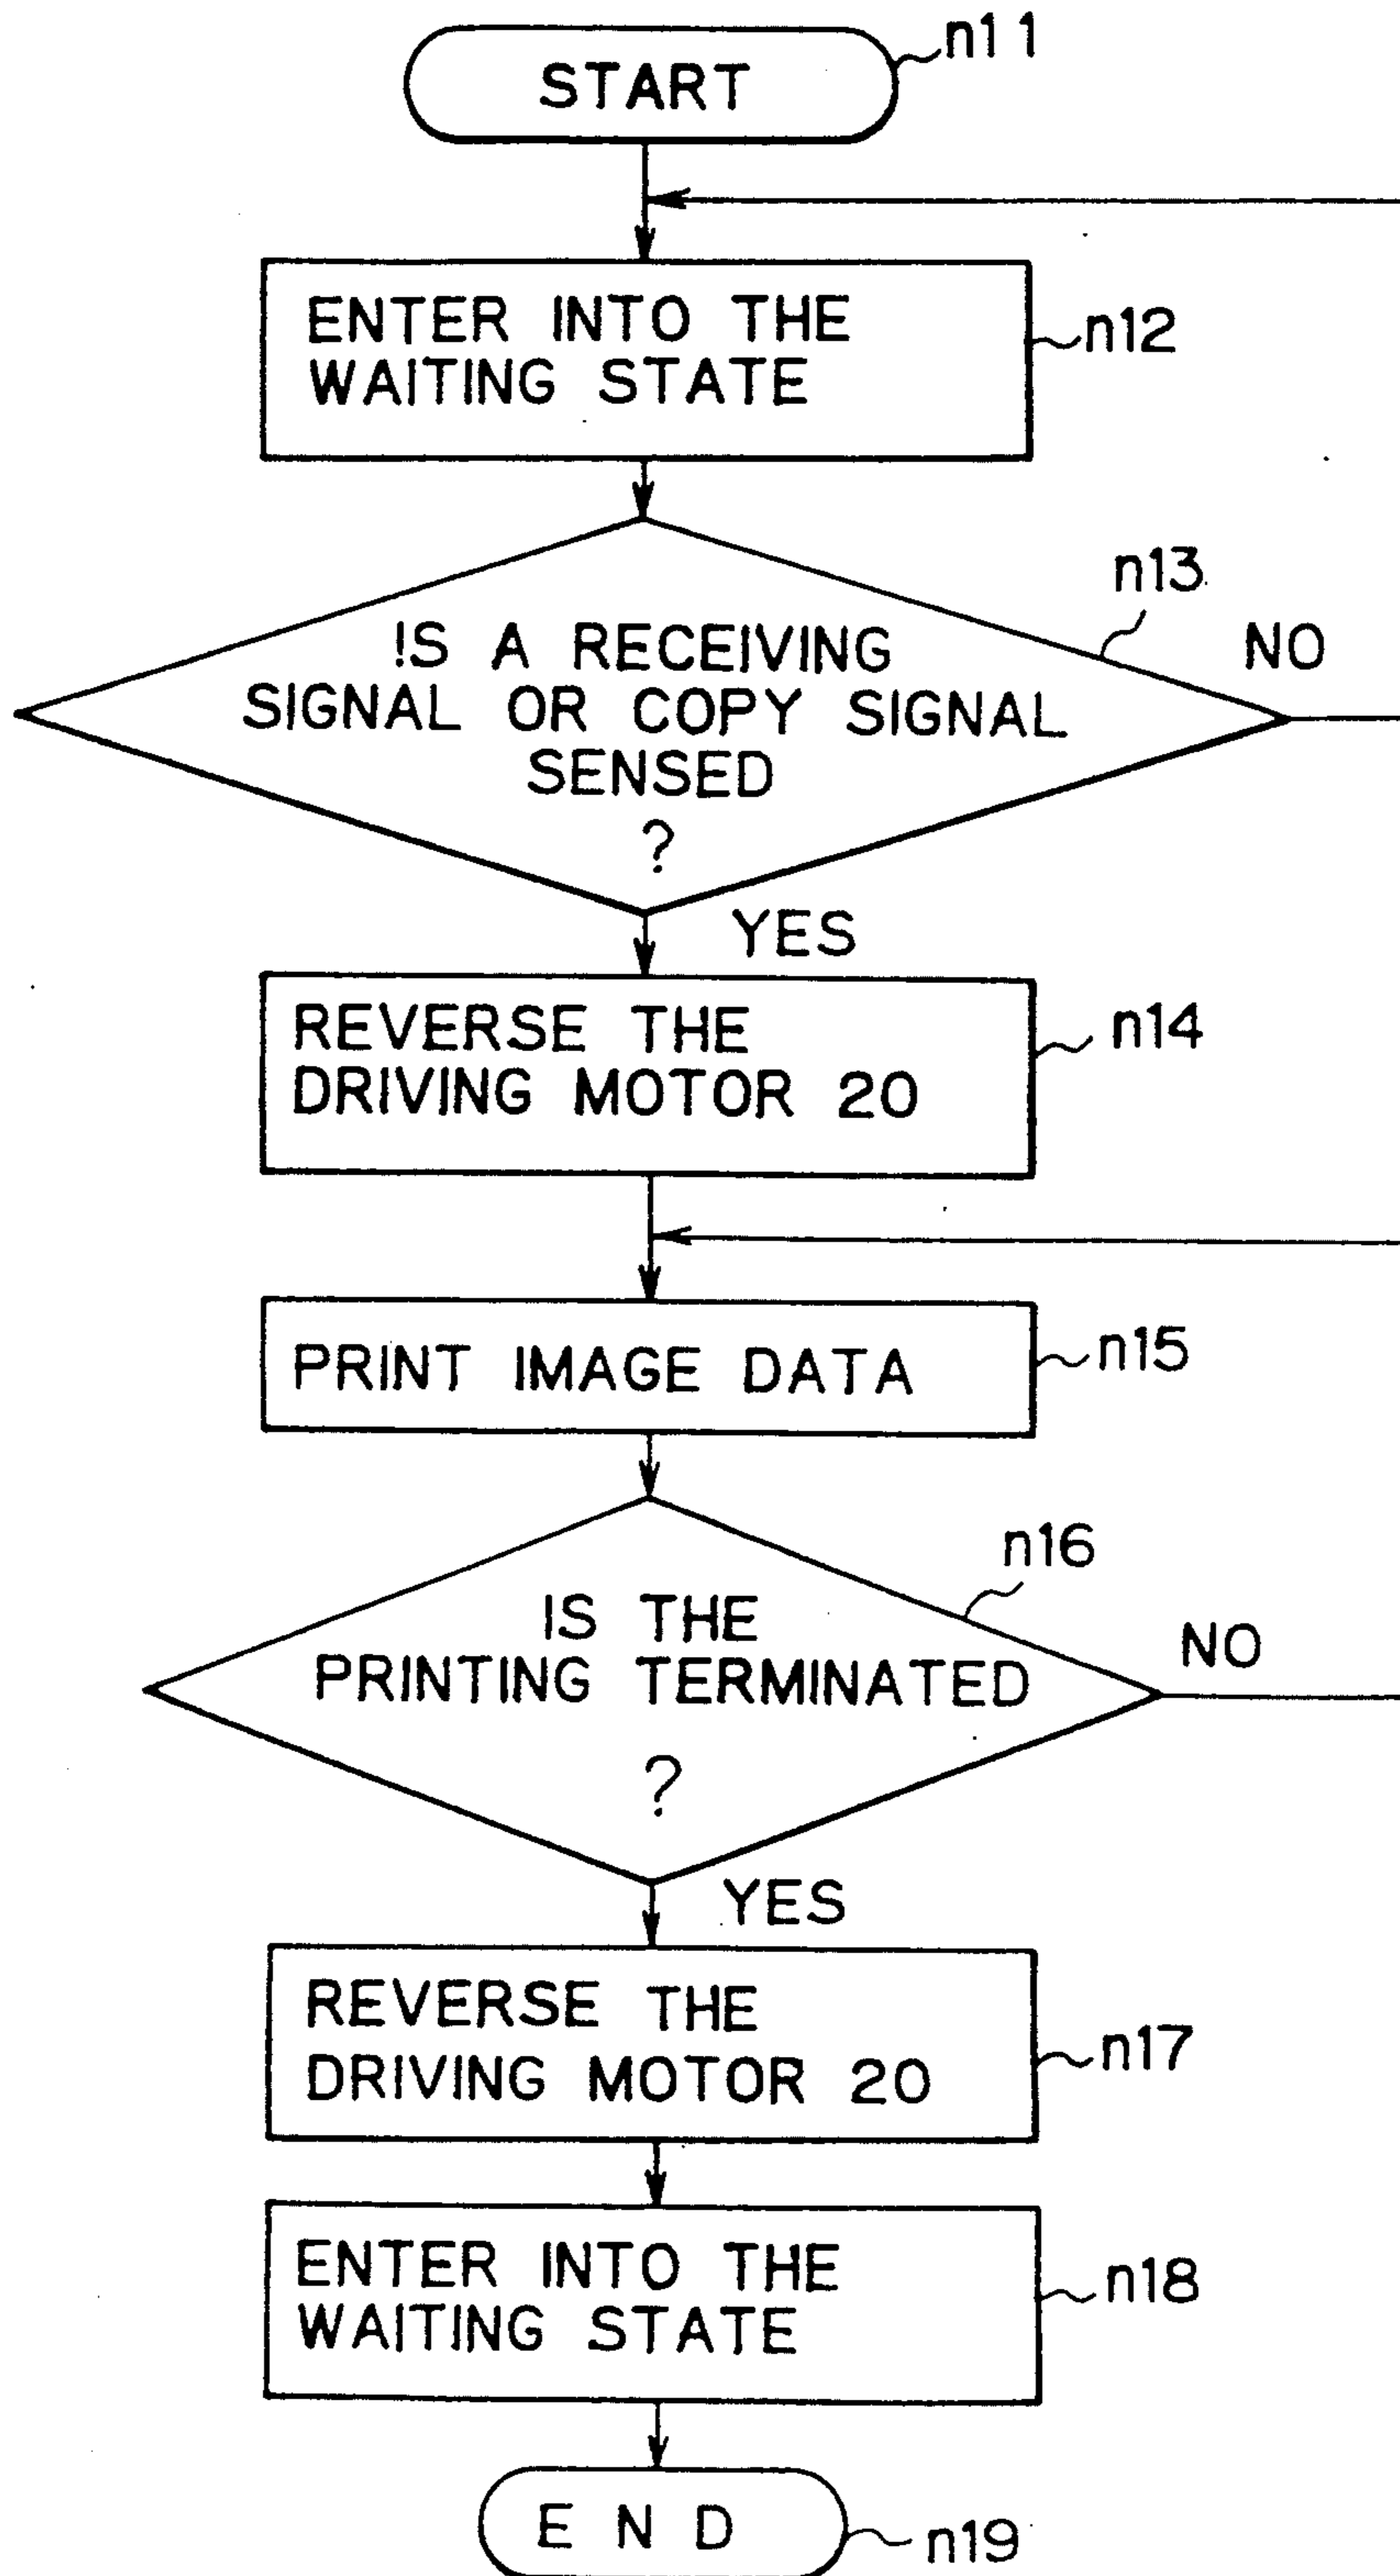 START
n11
ENTER INTO THE
WAITING STATE
n12
IS A RECEIVING
SIGNAL OR COPY SIGNAL
SENSED
?
n13
NO
YES
REVERSE THE
DRIVING MOTOR 20
n14
PRINT IMAGE DATA
n15
IS THE
PRINTING TERMINATED
?
n16
NO
YES
REVERSE THE
DRIVING MOTOR 20
n17
ENTER INTO THE
WAITING STATE
n18
END
n19